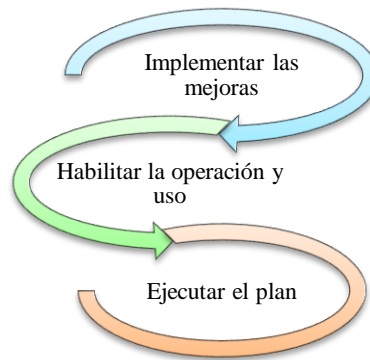 Implementar las
mejoras
Habilitar la operación y
uso
Ejecutar el plan